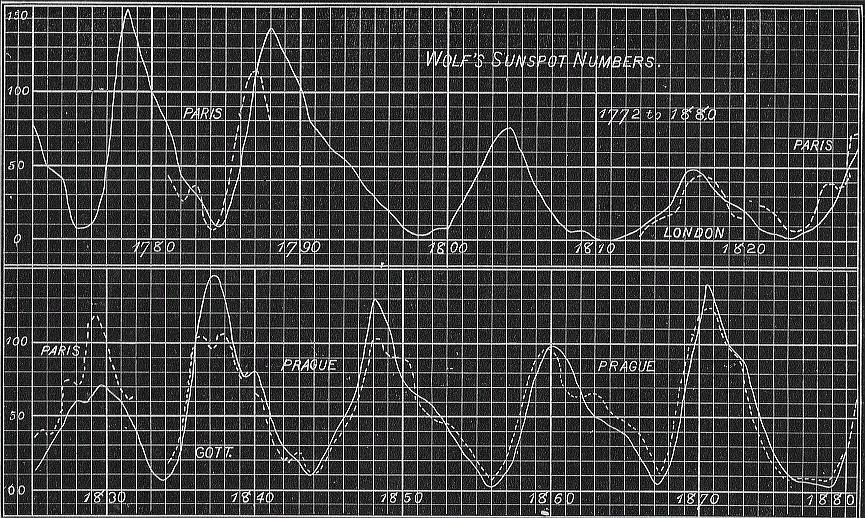 150
WOLF'S SUNSPOT NUMBERS.
100
PARIS
1772 to 1880
PARIS
50
LONDON
0
1780 1790 1800 1810 1820
100
PARIS
PRAGUE
PRAGUE
50
GOTT.
00
1830 1840 1850 1860 1870 1880